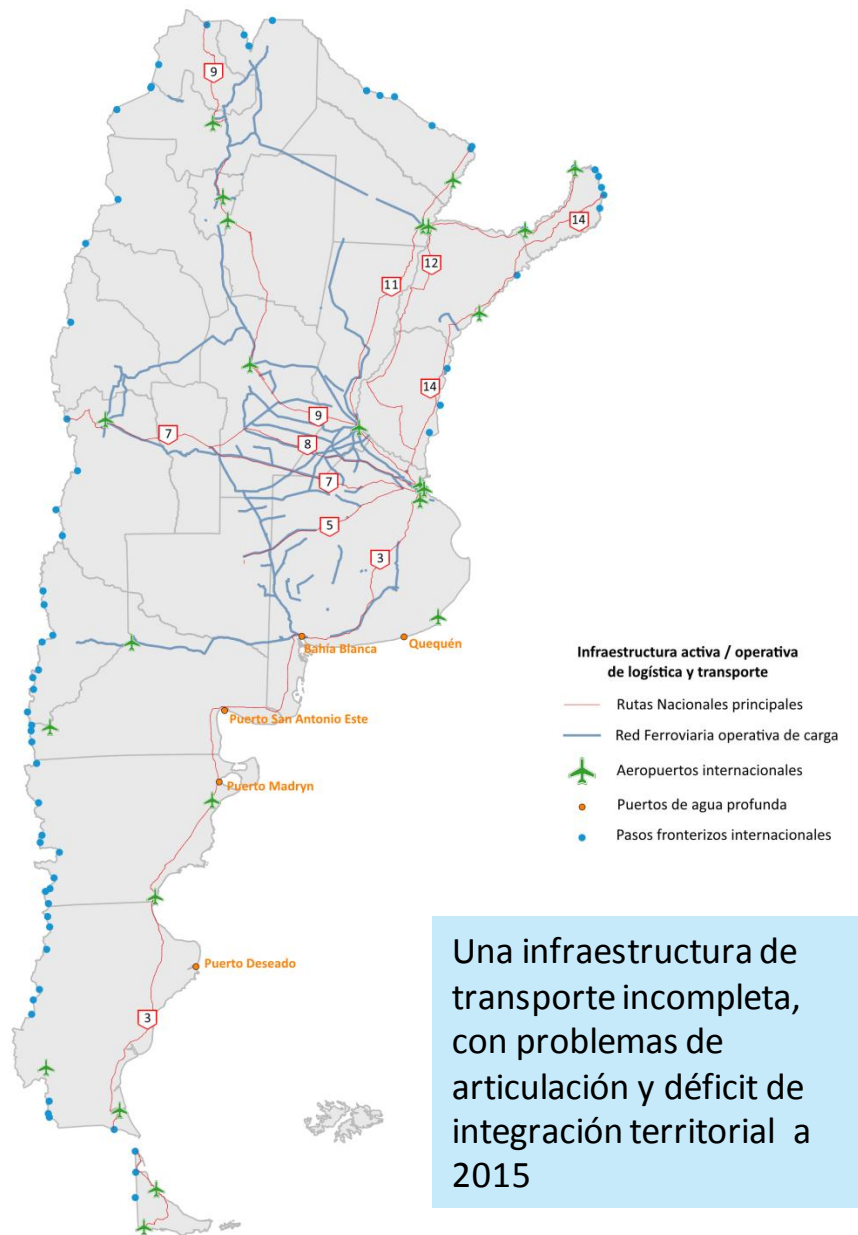 9
14
12
11
14
9
7
8
7
5
3
Bahía Blanca
Quequén
Infraestructura activa / operativa
de logística y transporte
Rutas Nacionales principales
Puerto San Antonio Este
Red Ferroviaria operativa de carga
Aeropuertos internacionales
Puerto Madryn
Puertos de agua profunda
Pasos fronterizos internacionales
Puerto Deseado
3
Una infraestructura de
transporte incompleta,
con problemas de
articulación y déficit de
integración territorial a
2015